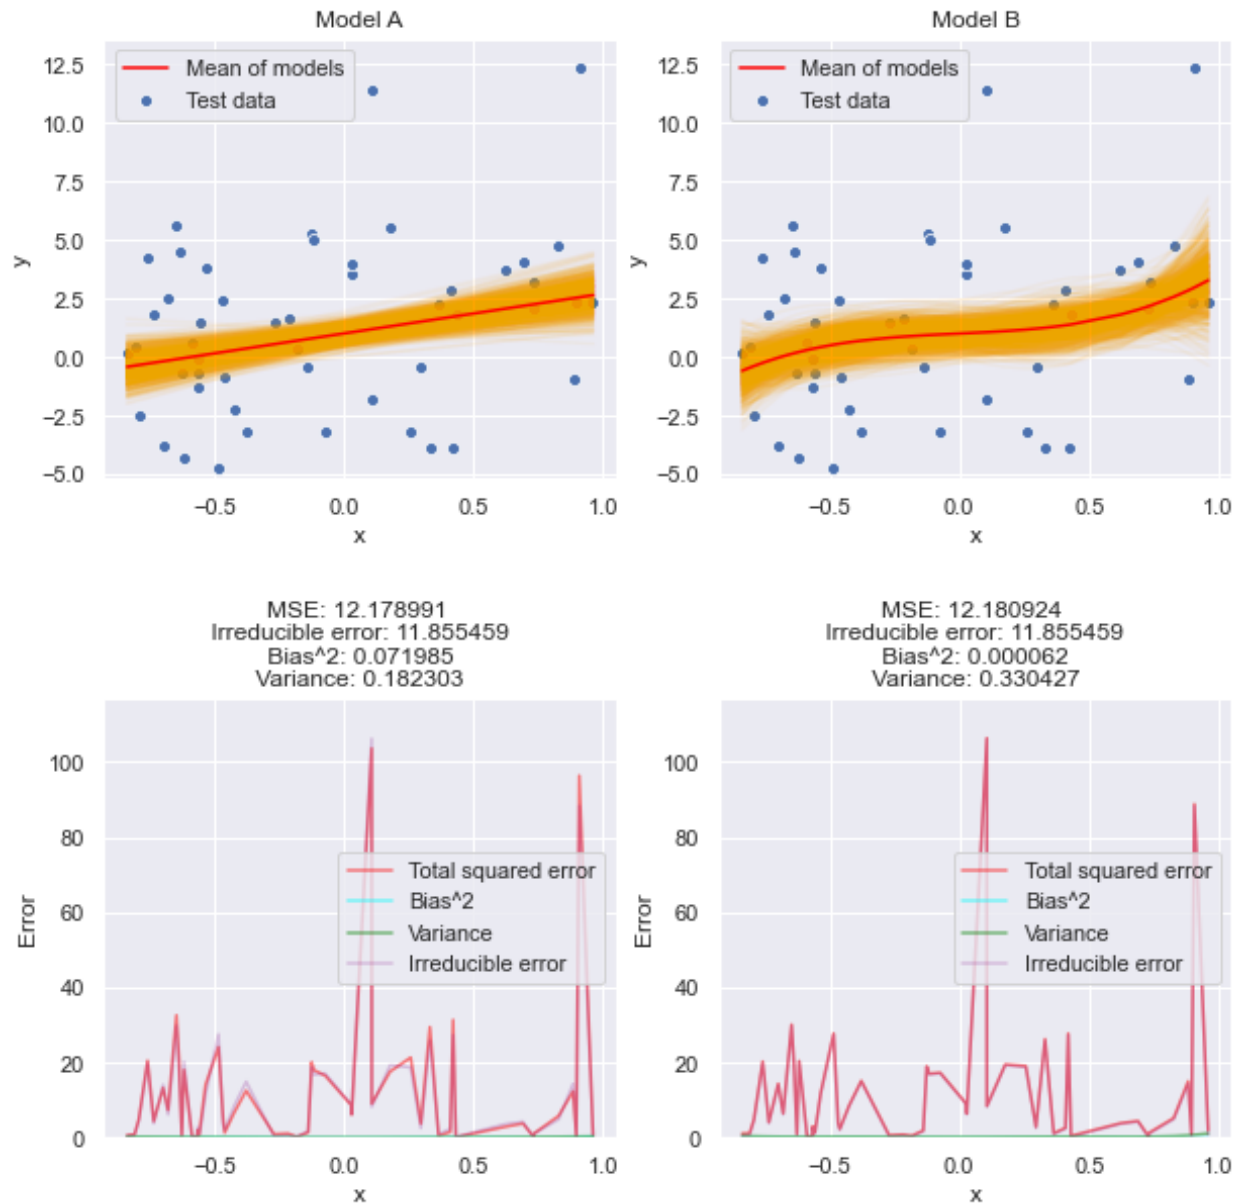 Model A
Mean of models
Test data
12.5
10.0
7.5
5.0
2.5
0.0
−2.5
−5.0
y
−0.5
0.0
0.5
1.0
x
Model B
Mean of models
Test data
12.5
10.0
7.5
5.0
2.5
0.0
−2.5
−5.0
y
−0.5
0.0
0.5
1.0
x
MSE: 12.178991
Irreducible error: 11.855459
Bias^2: 0.071985
Variance: 0.182303
Total squared error
Bias^2
Variance
Irreducible error
100
80
60
40
20
0
Error
−0.5
0.0
0.5
1.0
x
MSE: 12.180924
Irreducible error: 11.855459
Bias^2: 0.000062
Variance: 0.330427
Total squared error
Bias^2
Variance
Irreducible error
100
80
60
40
20
0
Error
−0.5
0.0
0.5
1.0
x